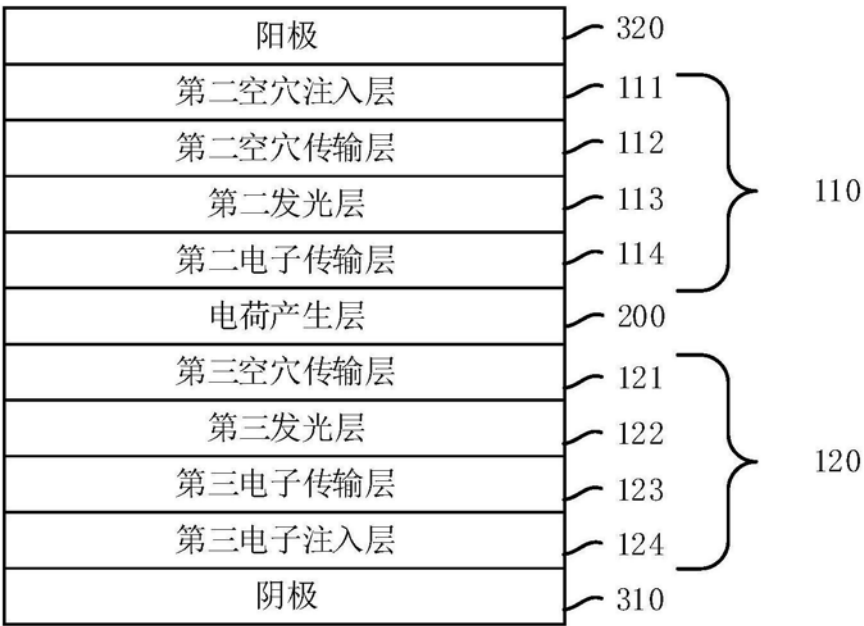 阳极 320
第二空穴注入层 111
第二空穴传输层 112
110
第二发光层 113
第二电子传输层 114
电荷产生层 200
第三空穴传输层 121
第三发光层 122
120
第三电子传输层 123
第三电子注入层 124
阴极 310